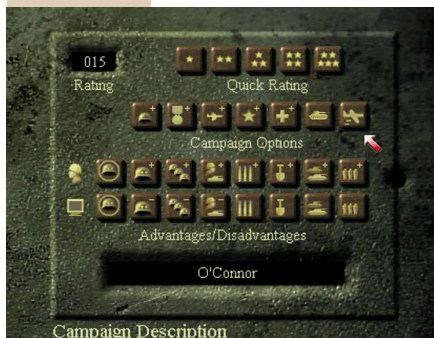 015
Rating
Quick Rating
Campaign Options
Advantages/Disadvantages
O'Connor
Campaign Description